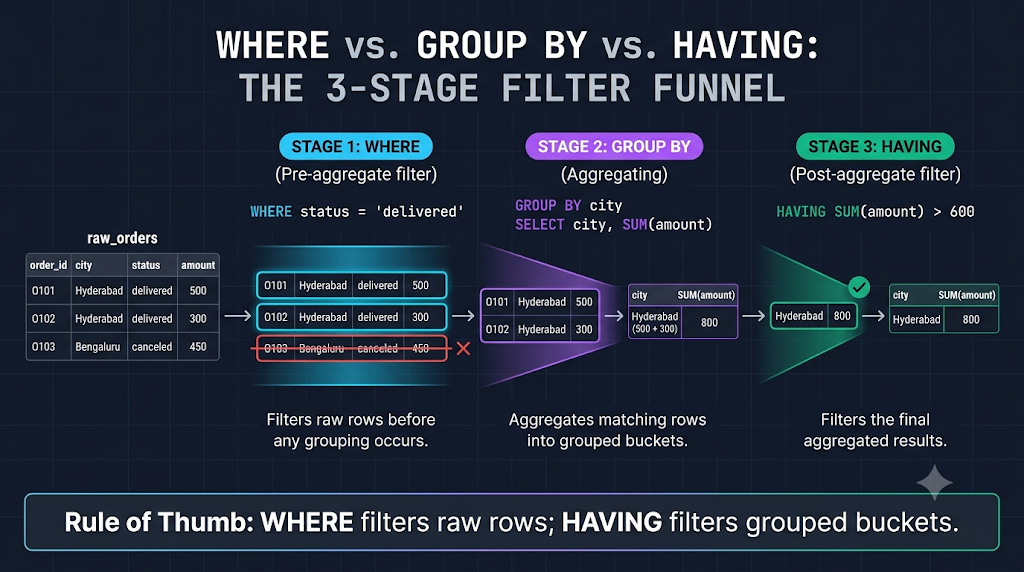 WHERE vs. GROUP BY vs. HAVING:
THE 3-STAGE FILTER FUNNEL
STAGE 1: WHERE
(Pre-aggregate filter)
WHERE status = 'delivered'
STAGE 2: GROUP BY
(Aggregating)
GROUP BY city
SELECT city, SUM(amount)
STAGE 3: HAVING
(Post-aggregate filter)
HAVING SUM(amount) > 600
raw_orders
order_id city status amount
O101 Hyderabad delivered 500
O102 Hyderabad delivered 300
O103 Bengaluru canceled 450
O101 Hyderabad delivered 500
O102 Hyderabad delivered 300
O103 Bengaluru canceled 450
O101 Hyderabad 500
O102 Hyderabad 300
city SUM(amount)
Hyderabad 800
(500 + 300)
Hyderabad 800
city SUM(amount)
Hyderabad 800
Filters raw rows before
any grouping occurs.
Aggregates matching rows
into grouped buckets.
Filters the final
aggregated results.
Rule of Thumb: WHERE filters raw rows; HAVING filters grouped buckets.